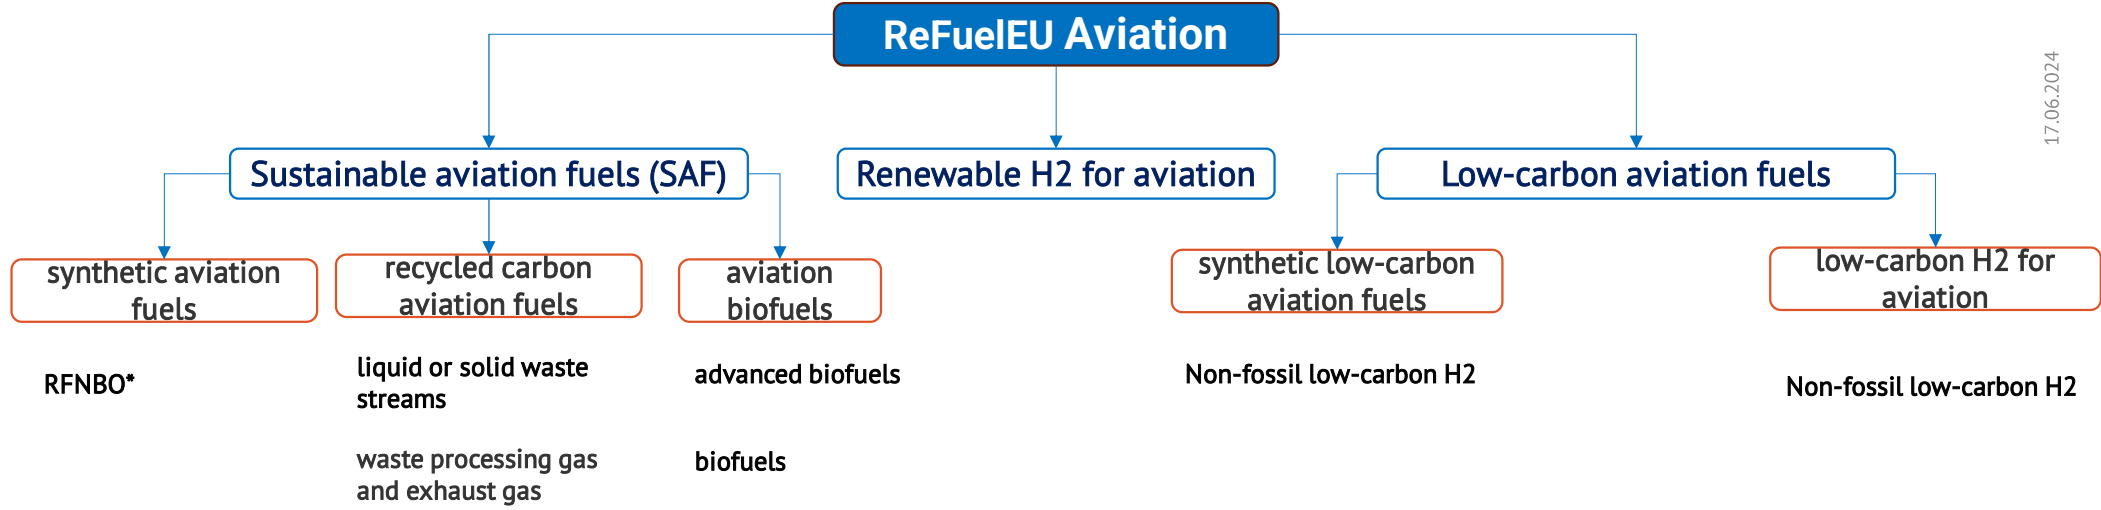 ReFuelEU Aviation
17.06.2024
Sustainable aviation fuels (SAF)
Renewable H2 for aviation
Low-carbon aviation fuels
synthetic aviation
fuels
recycled carbon
aviation fuels
aviation
biofuels
synthetic low-carbon
aviation fuels
low-carbon H2 for
aviation
RFNBO*
liquid or solid waste
streams
waste processing gas
and exhaust gas
advanced biofuels
biofuels
Non-fossil low-carbon H2
Non-fossil low-carbon H2